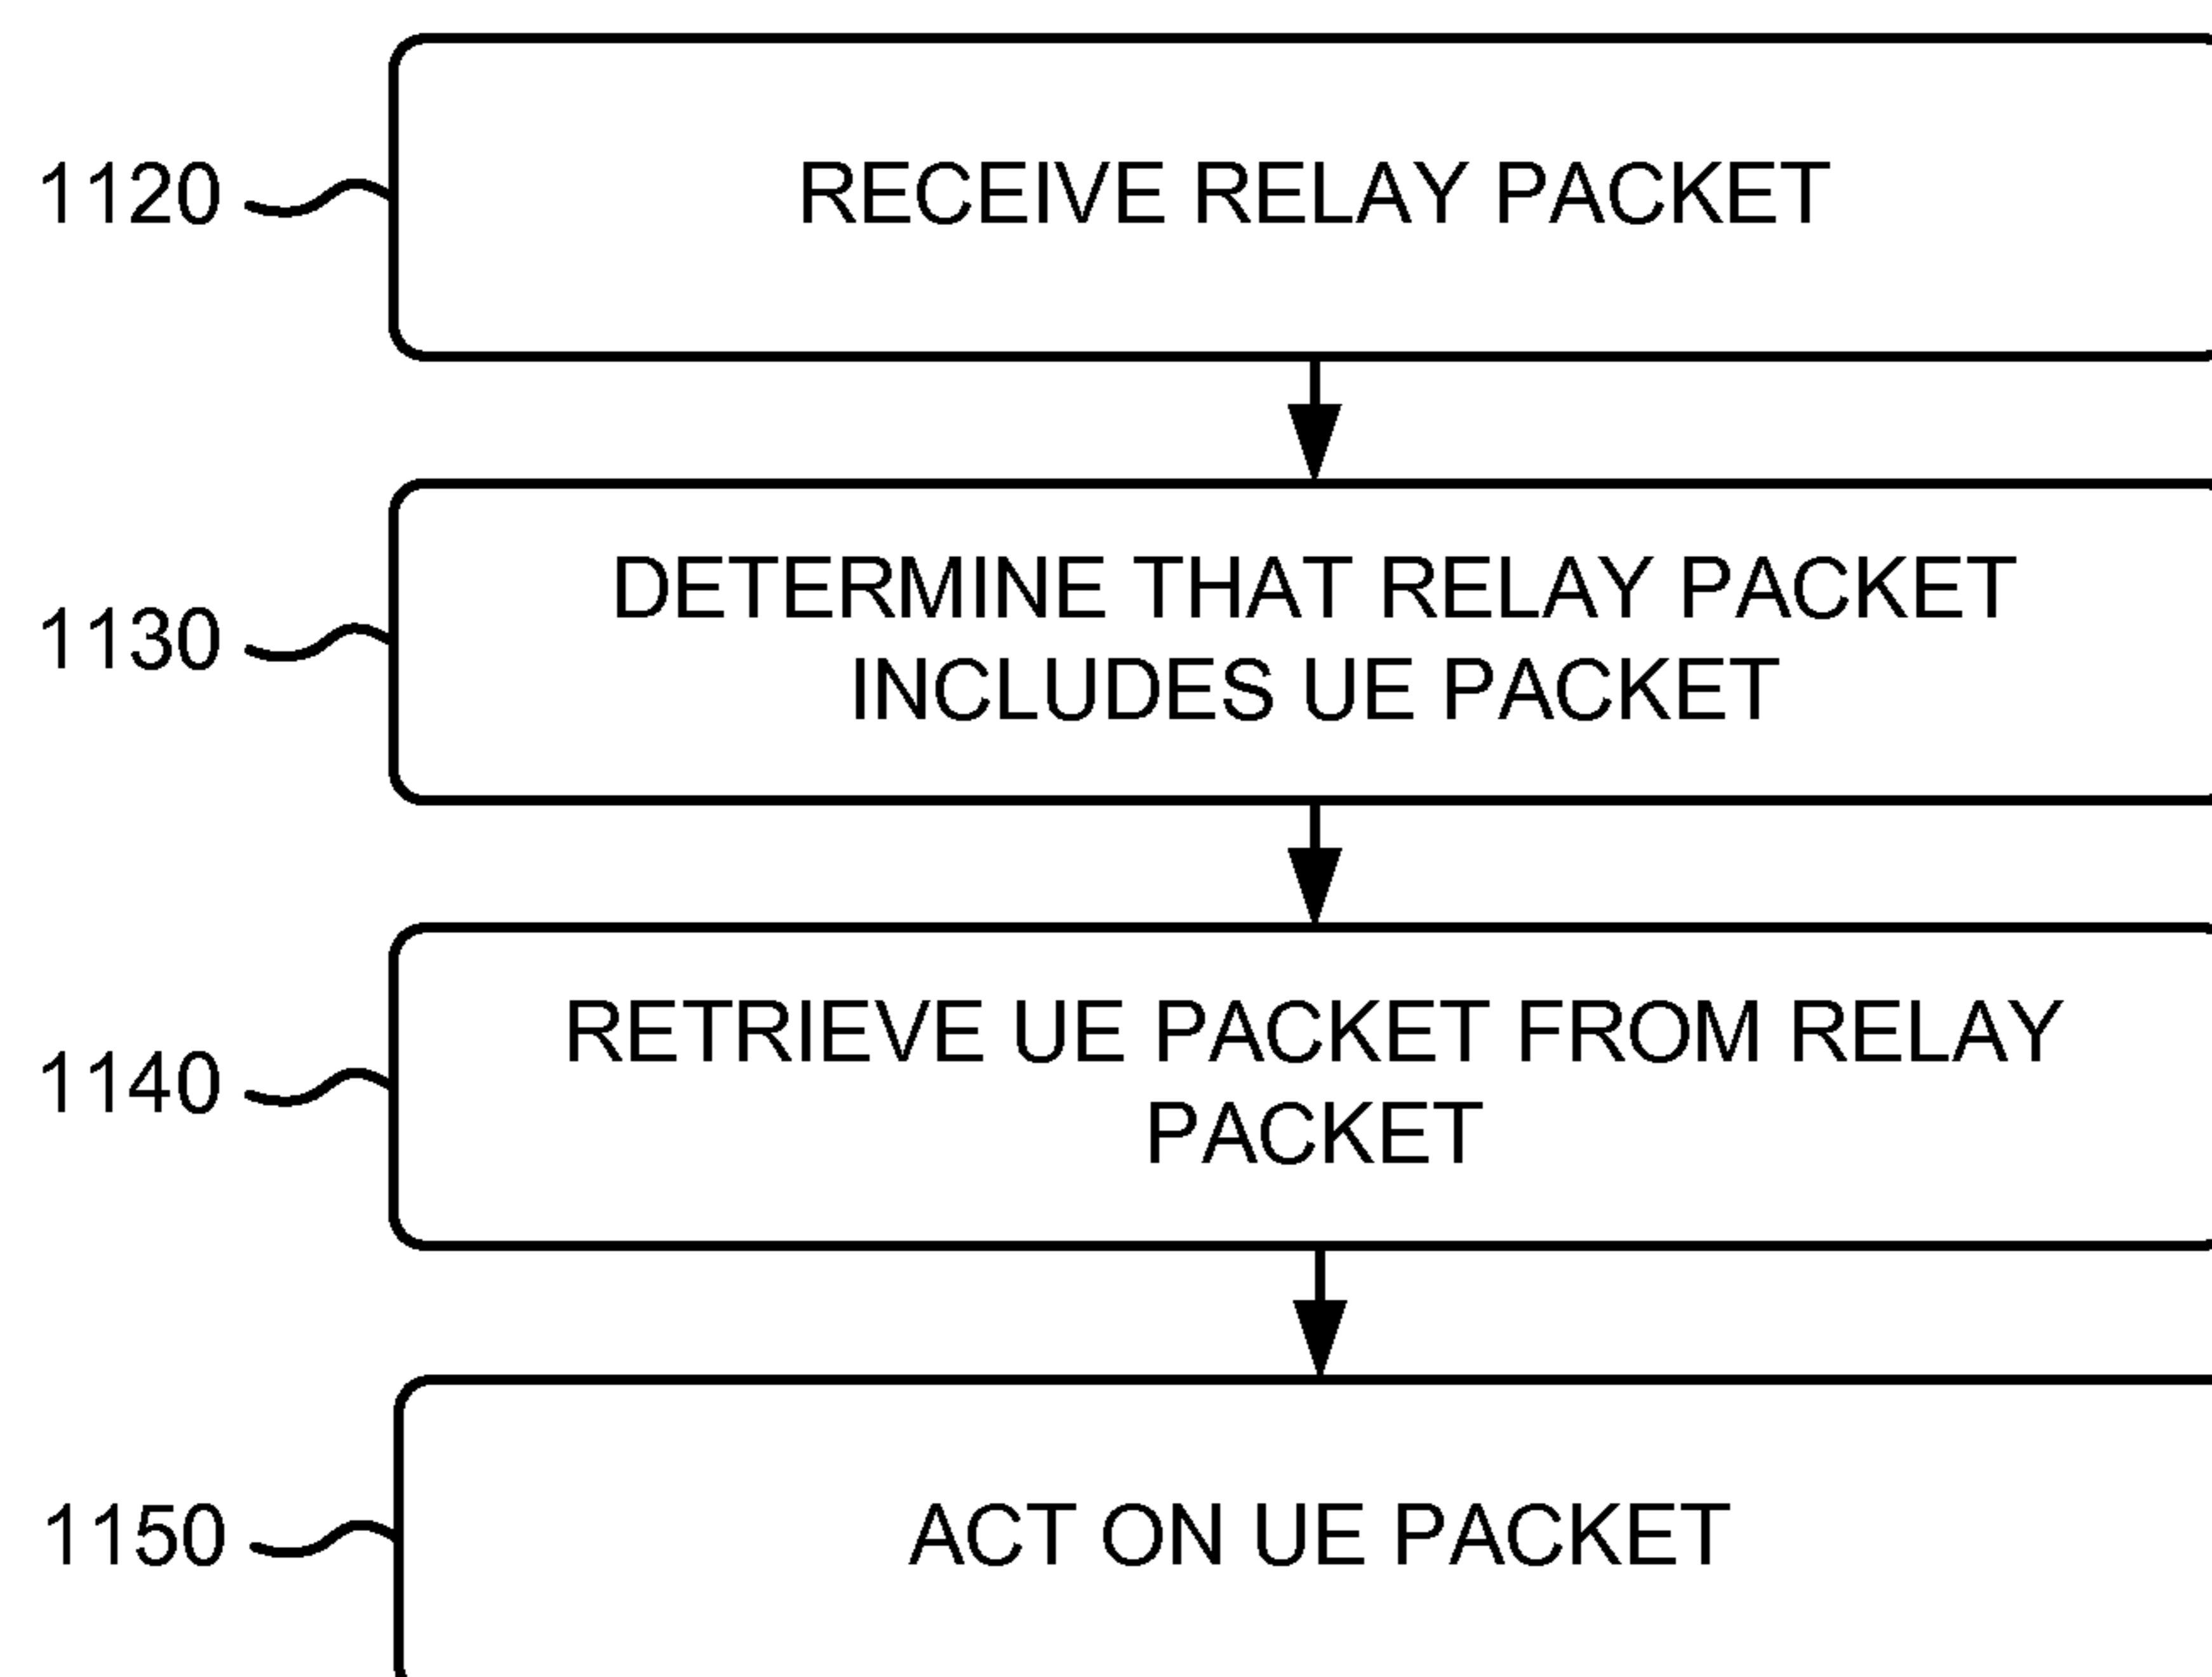 1120
RECEIVE RELAY PACKET
1130
DETERMINE THAT RELAY PACKET
INCLUDES UE PACKET
1140
RETRIEVE UE PACKET FROM RELAY
PACKET
1150
ACT ON UE PACKET